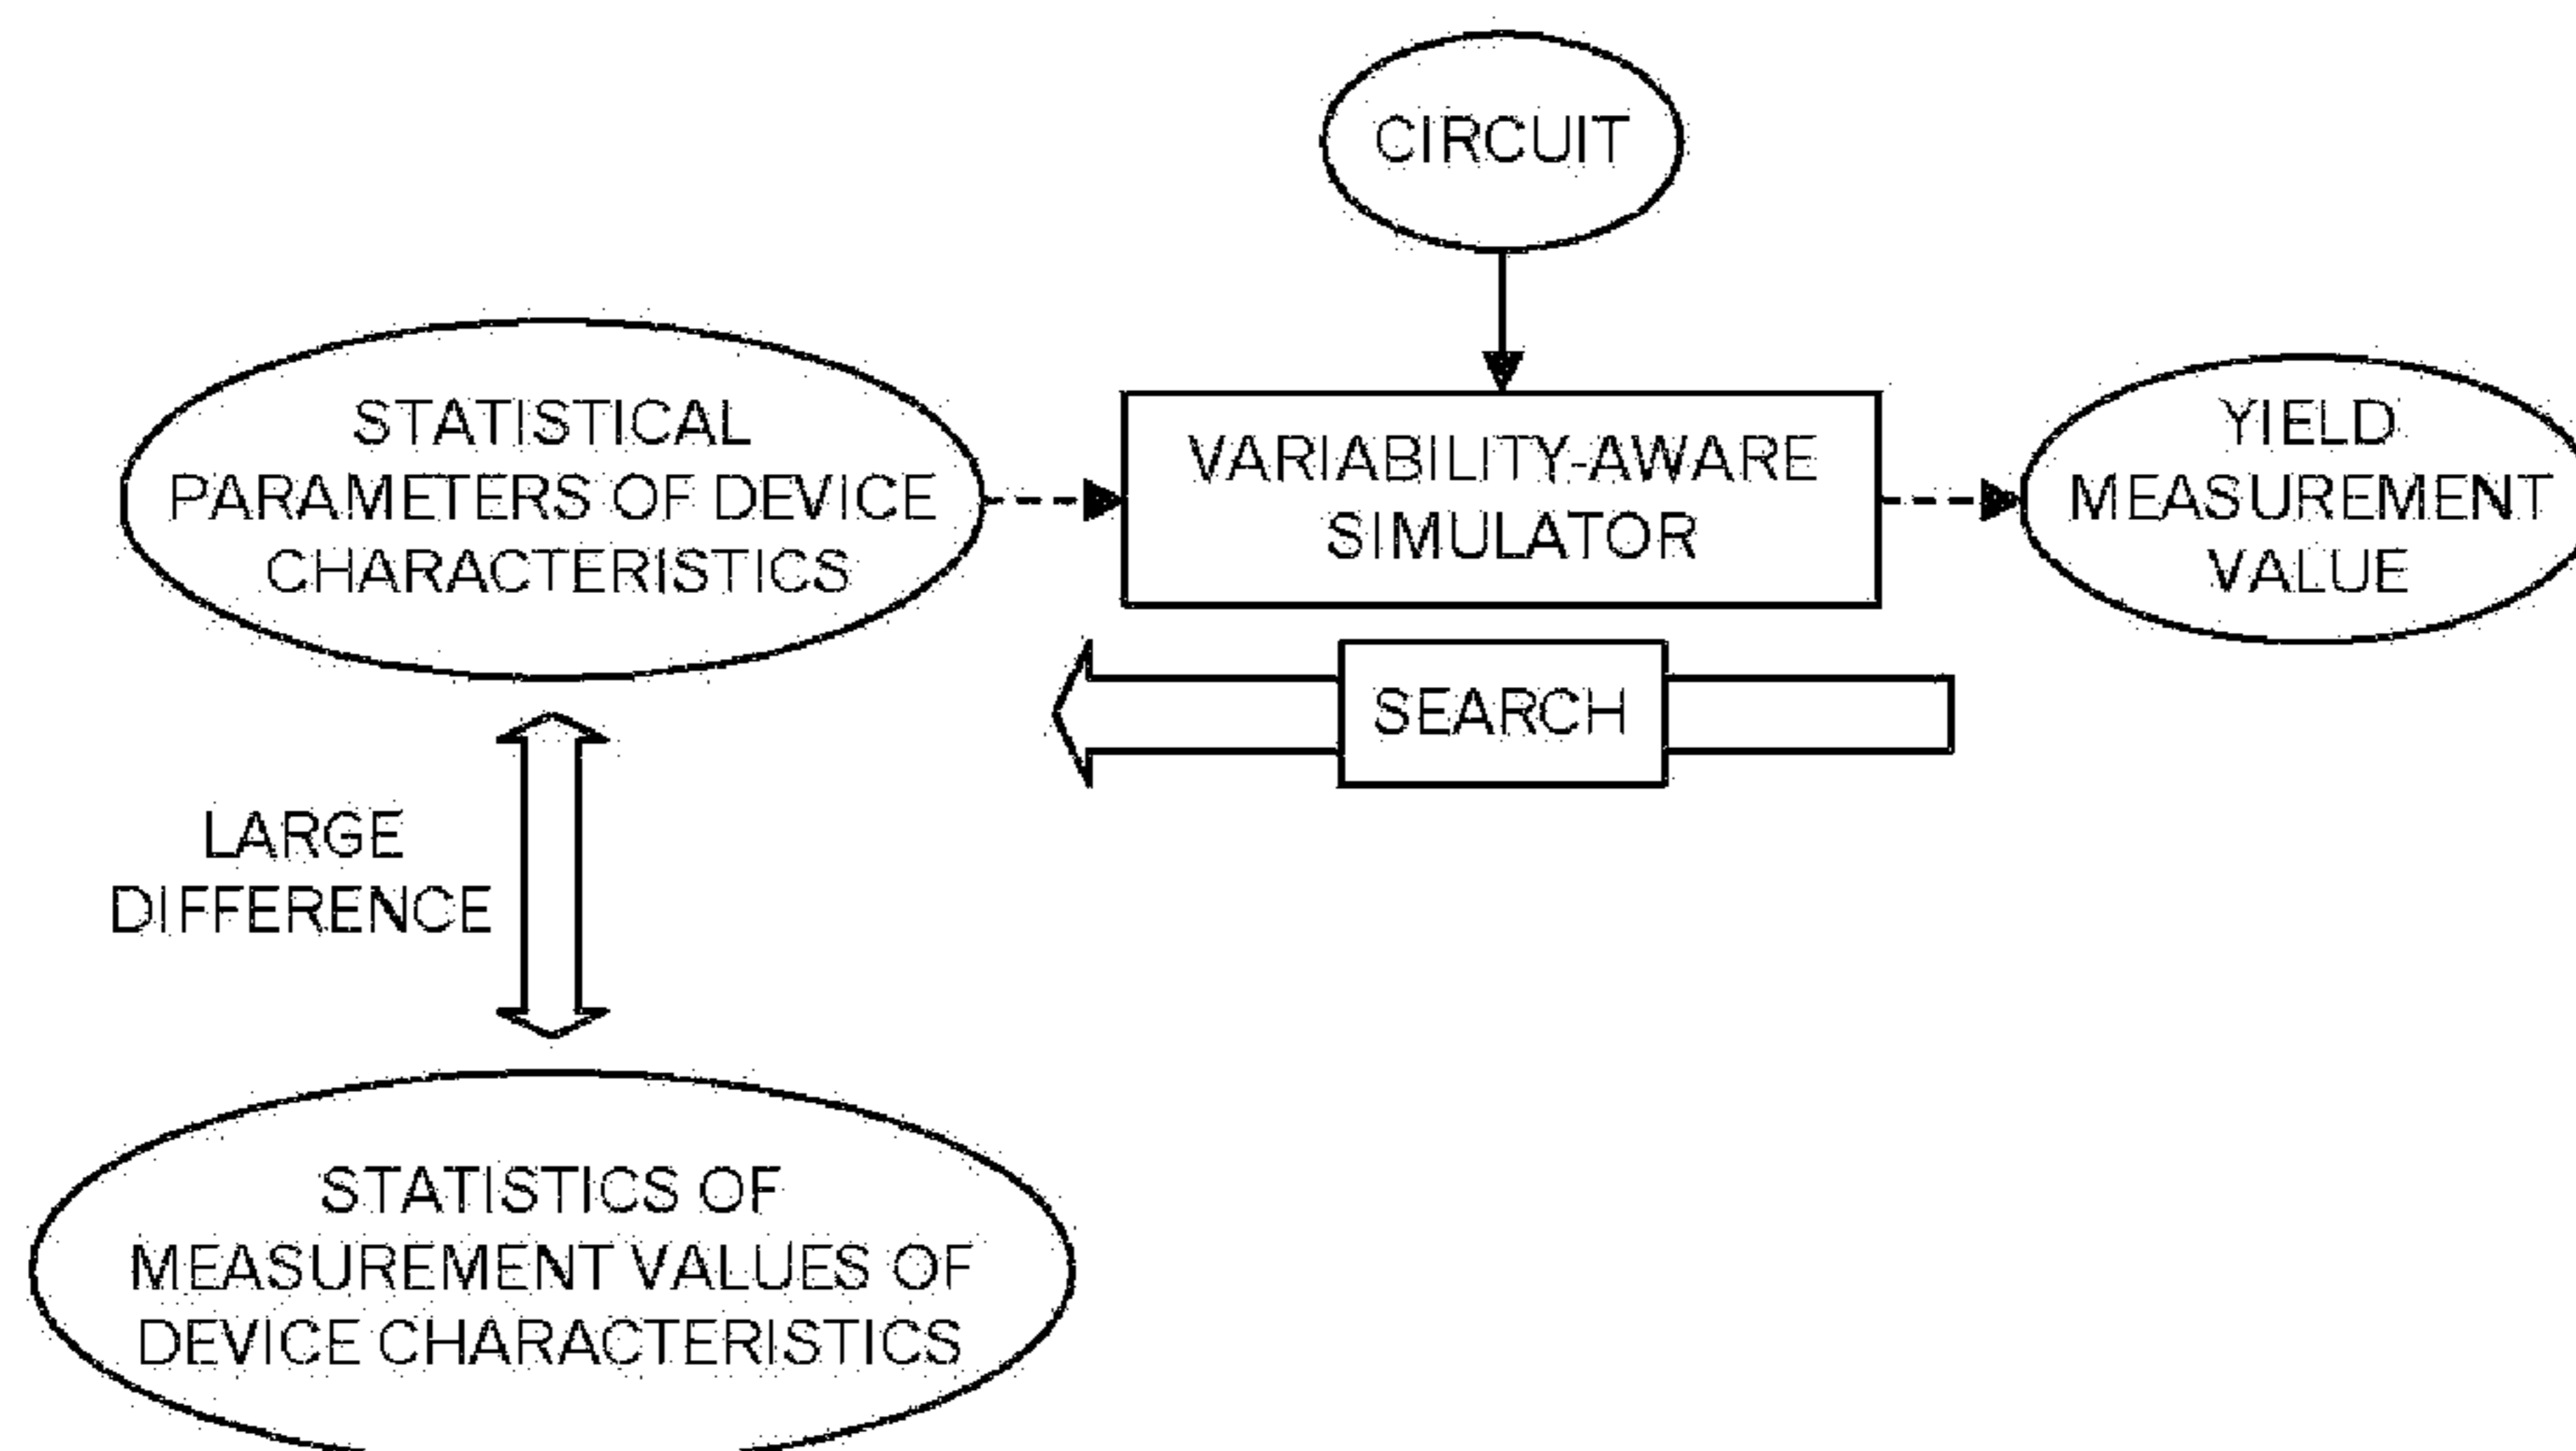 CIRCUIT
STATISTICAL
PARAMETERS OF DEVICE
CHARACTERISTICS
VARIABILITY-AWARE
SIMULATOR
YIELD
MEASUREMENT
VALUE
SEARCH
LARGE
DIFFERENCE
STATISTICS OF
MEASUREMENT VALUES OF
DEVICE CHARACTERISTICS